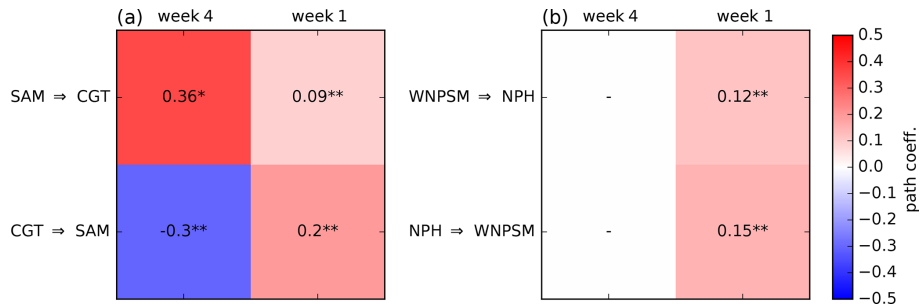 (a) week 4 week 1
SAM ⇒ CGT 0.36* 0.09**
CGT ⇒ SAM -0.3** 0.2**
(b) week 4 week 1
WNPSM ⇒ NPH - 0.12**
NPH ⇒ WNPSM - 0.15**
0.5
0.4
0.3
0.2
0.1
0.0
−0.1
−0.2
−0.3
−0.4
−0.5
path coeff.